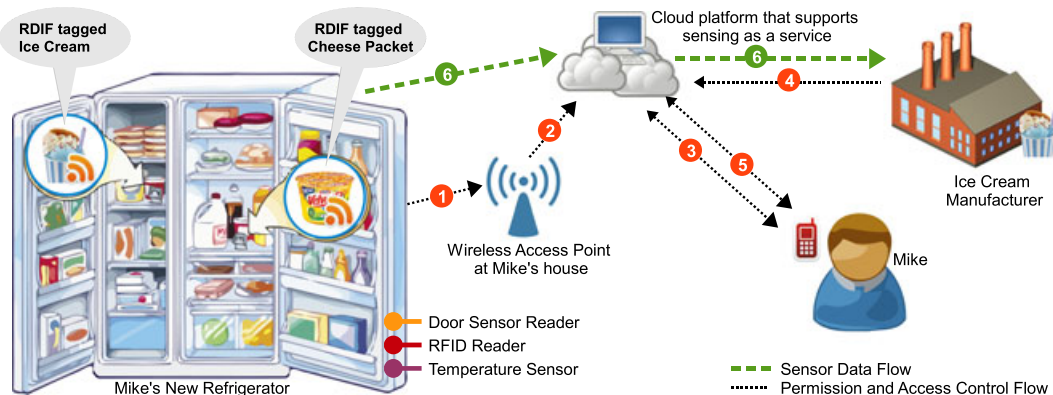 RDIF tagged
Ice Cream
RDIF tagged
Cheese Packet
Cloud platform that supports
sensing as a service
6
6
4
2
3
5
1
Ice Cream
Manufacturer
Wireless Access Point
at Mike's house
Mike
Door Sensor Reader
RFID Reader
Temperature Sensor
Mike's New Refrigerator
Sensor Data Flow
Permission and Access Control Flow